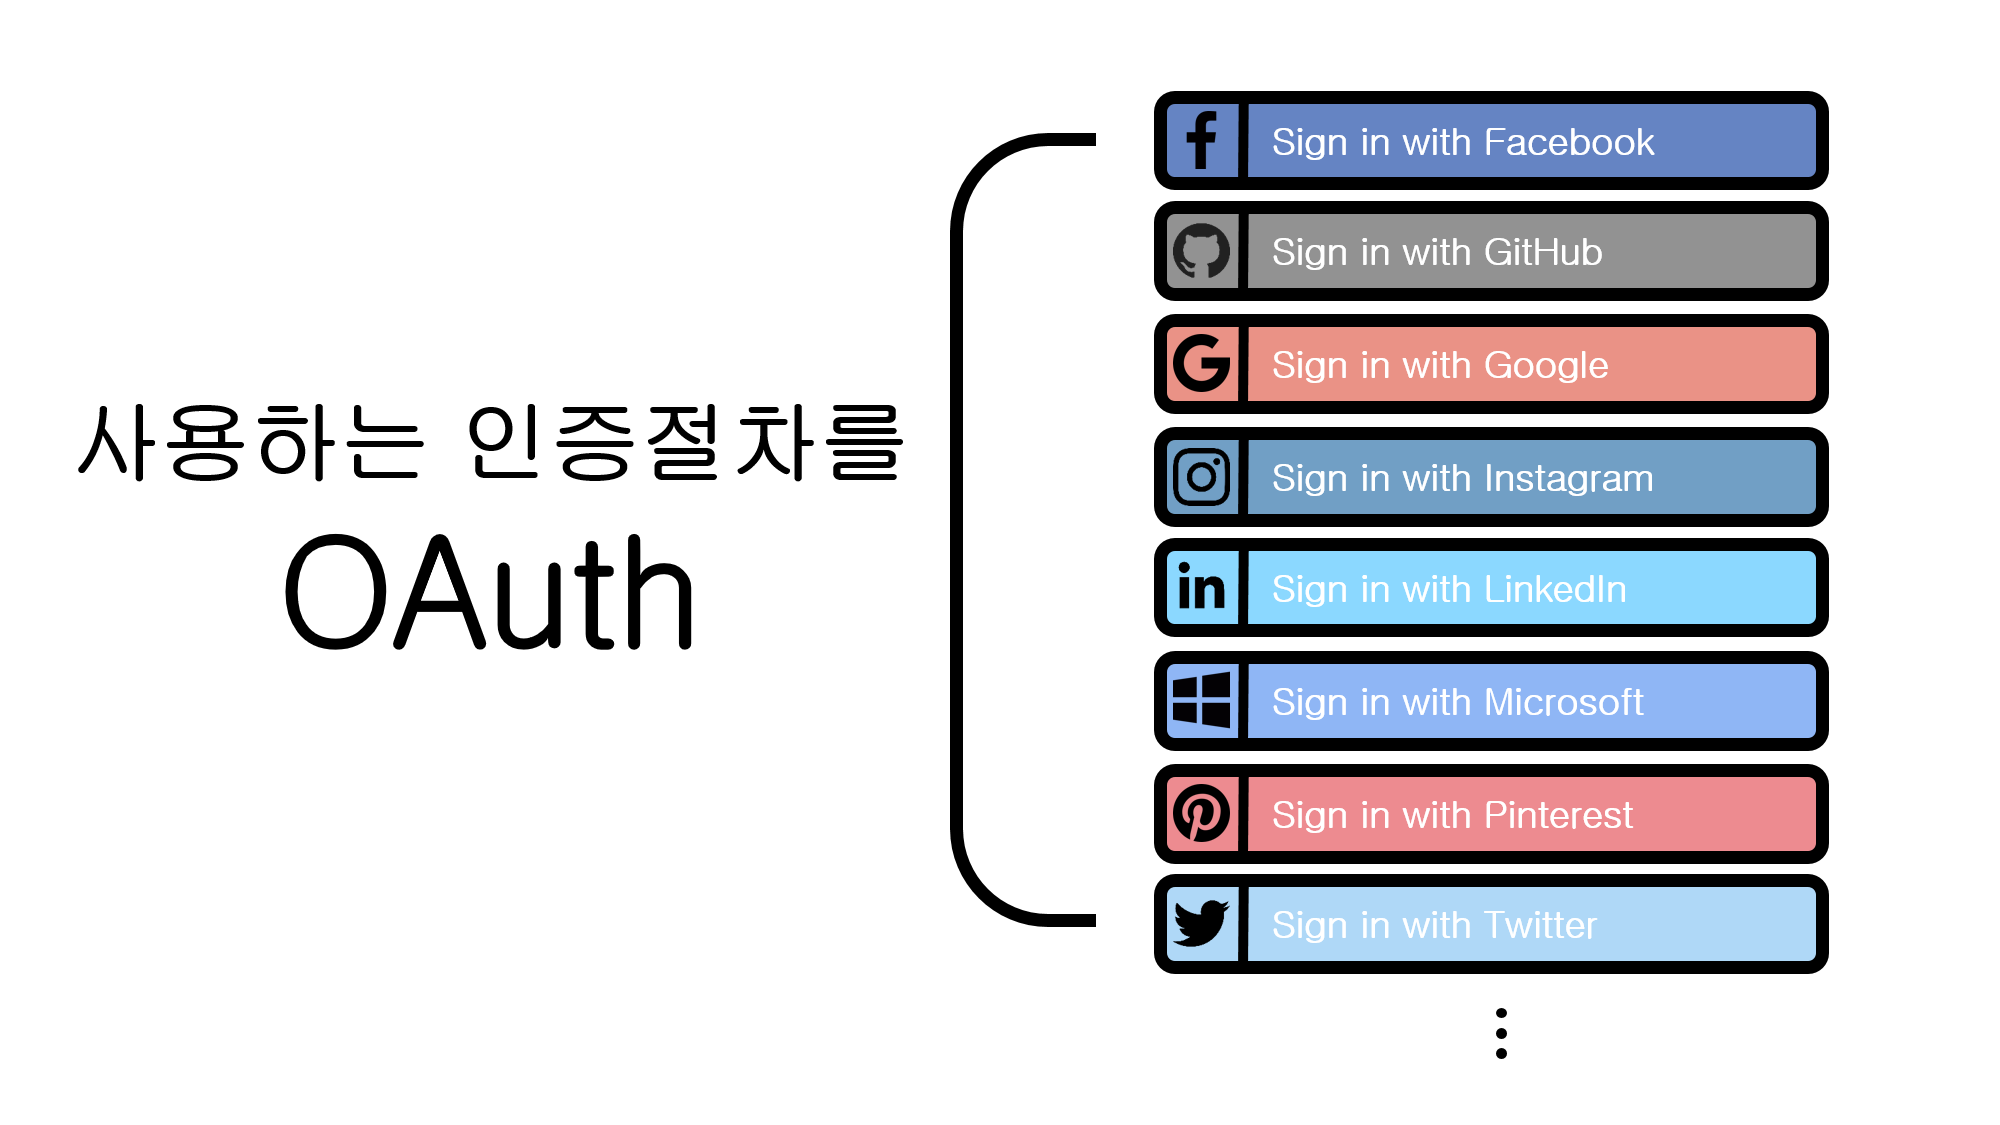 사용하는 인증절차를
OAuth
Sign in with Facebook
Sign in with GitHub
Sign in with Google
Sign in with Instagram
Sign in with LinkedIn
Sign in with Microsoft
Sign in with Pinterest
Sign in with Twitter